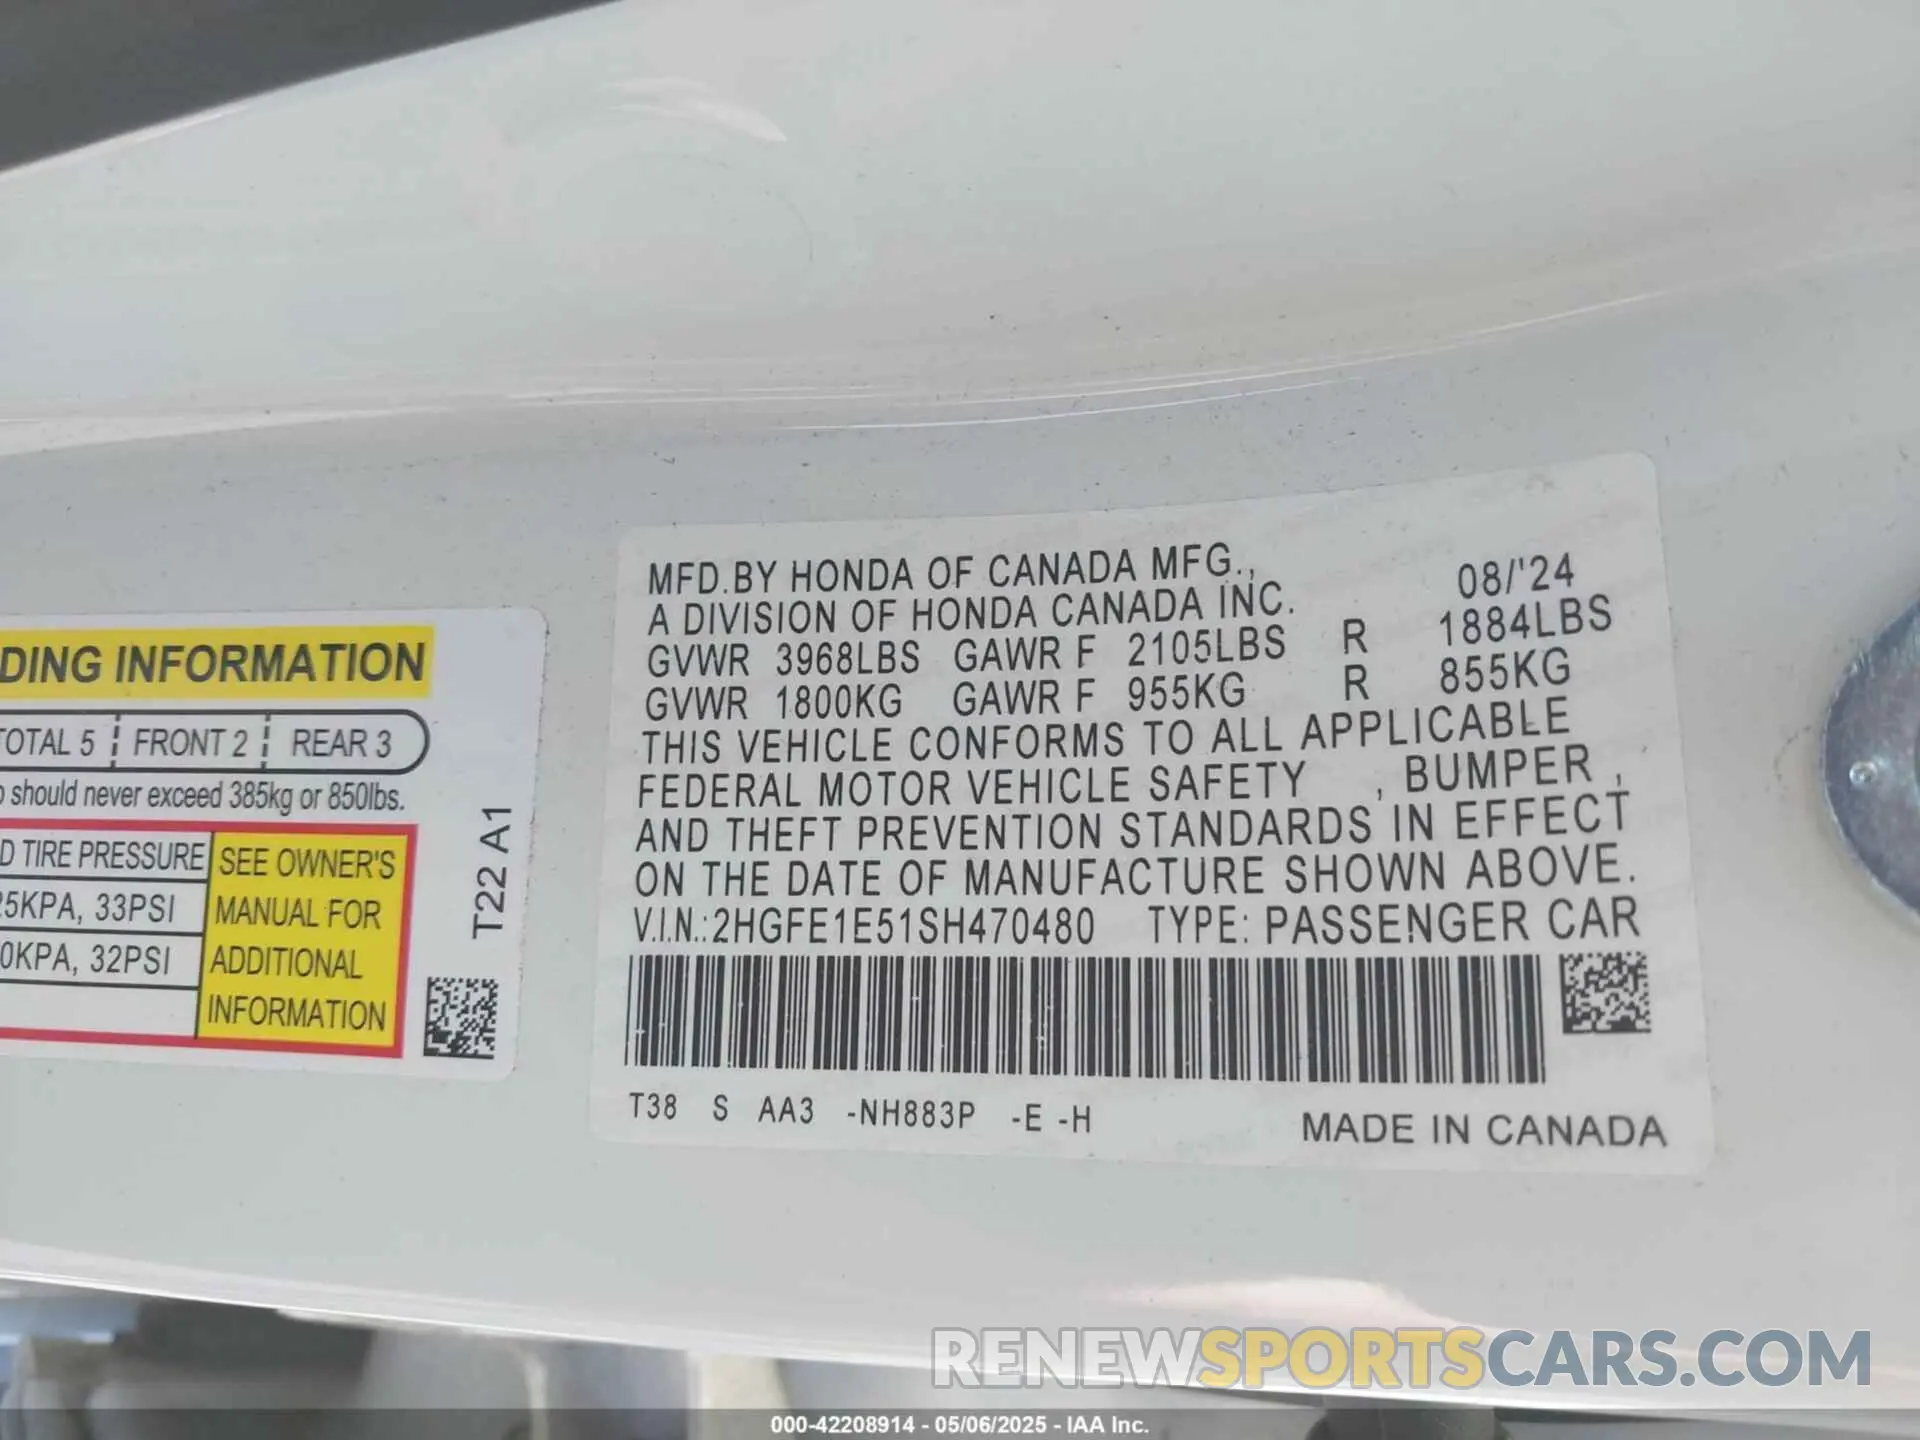 DING INFORMATION
TOTAL 5 FRONT 2 REAR 3
should never exceed 385kg or 850lbs.
D TIRE PRESSURE
25KPA, 33PSI
0KPA, 32PSI
SEE OWNER'S
MANUAL FOR
ADDITIONAL
INFORMATION
T22 A1
MFD.BY HONDA OF CANADA MFG., 08/'24
A DIVISION OF HONDA CANADA INC.
GVWR 3968LBS GAWR F 2105LBS R 1884LBS
GVWR 1800KG GAWR F 955KG R 855KG
THIS VEHICLE CONFORMS TO ALL APPLICABLE
FEDERAL MOTOR VEHICLE SAFETY , BUMPER ,
AND THEFT PREVENTION STANDARDS IN EFFECT
ON THE DATE OF MANUFACTURE SHOWN ABOVE.
V.I.N.:2HGFE1E51SH470480 TYPE: PASSENGER CAR
T38 S AA3 -NH883P -E -H
MADE IN CANADA
RENEWSPORTSCARS.COM
000-42208914 - 05/06/2025 - IAA Inc.